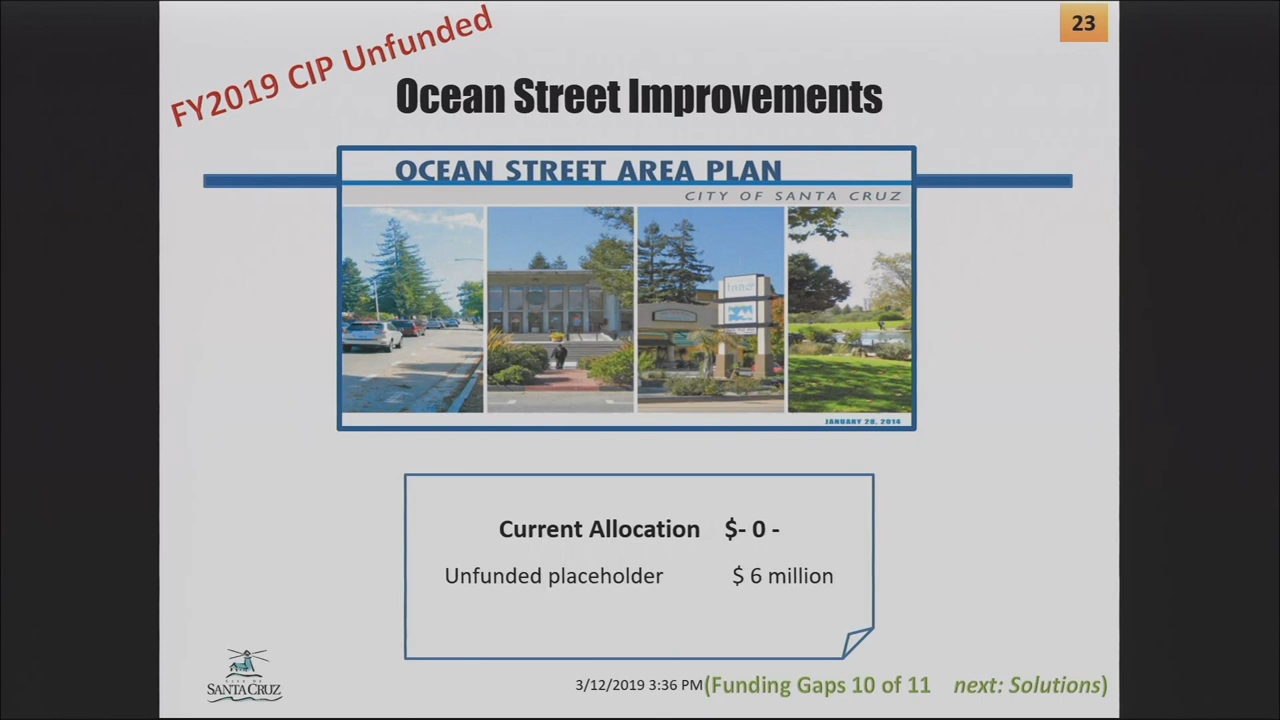 23
FY2019 CIP Unfunded
Ocean Street Improvements
OCEAN STREET AREA PLAN
CITY OF SANTA CRUZ
JANUARY 28, 2014
Current Allocation $- 0 -
Unfunded placeholder $ 6 million
CITY OF
SANTA CRUZ
3/12/2019 3:36 PM (Funding Gaps 10 of 11 next: Solutions)